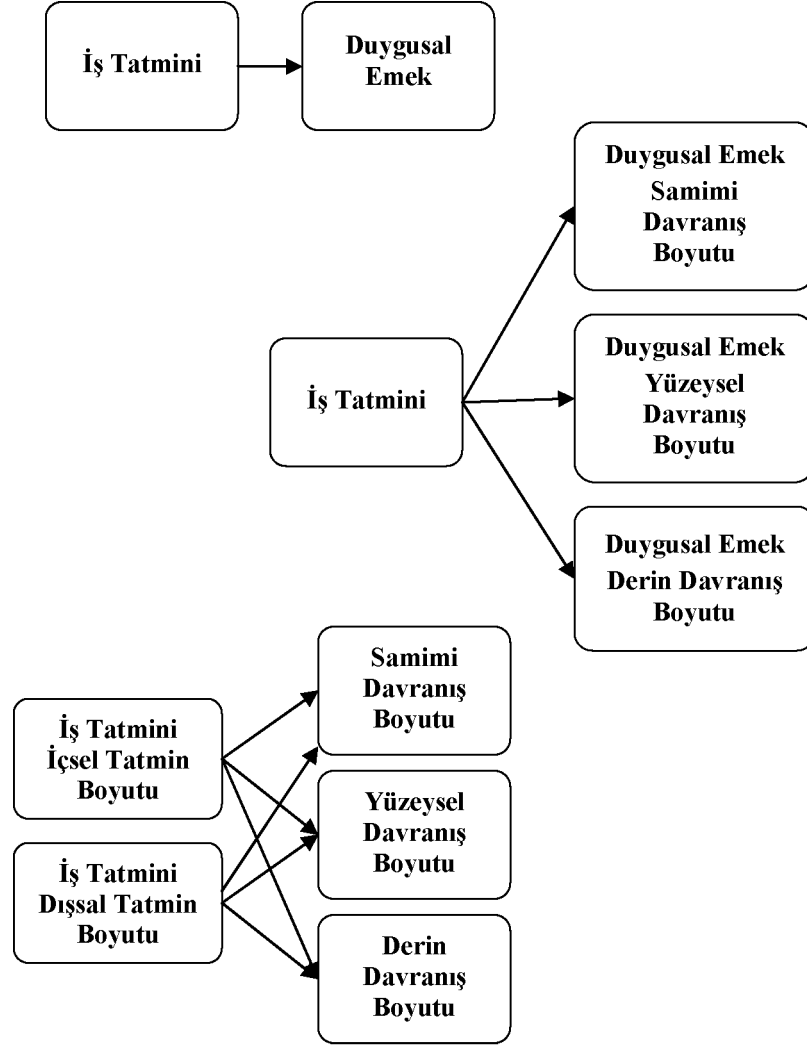 İş Tatmini
Duygusal
Emek
Duygusal Emek
Samimi
Davranış
Boyutu
İş Tatmini
Duygusal Emek
Yüzeysel
Davranış
Boyutu
Duygusal Emek
Derin Davranış
Boyutu
İş Tatmini
İçsel Tatmin
Boyutu
İş Tatmini
Dışsal Tatmin
Boyutu
Samimi
Davranış
Boyutu
Yüzeysel
Davranış
Boyutu
Derin
Davranış
Boyutu